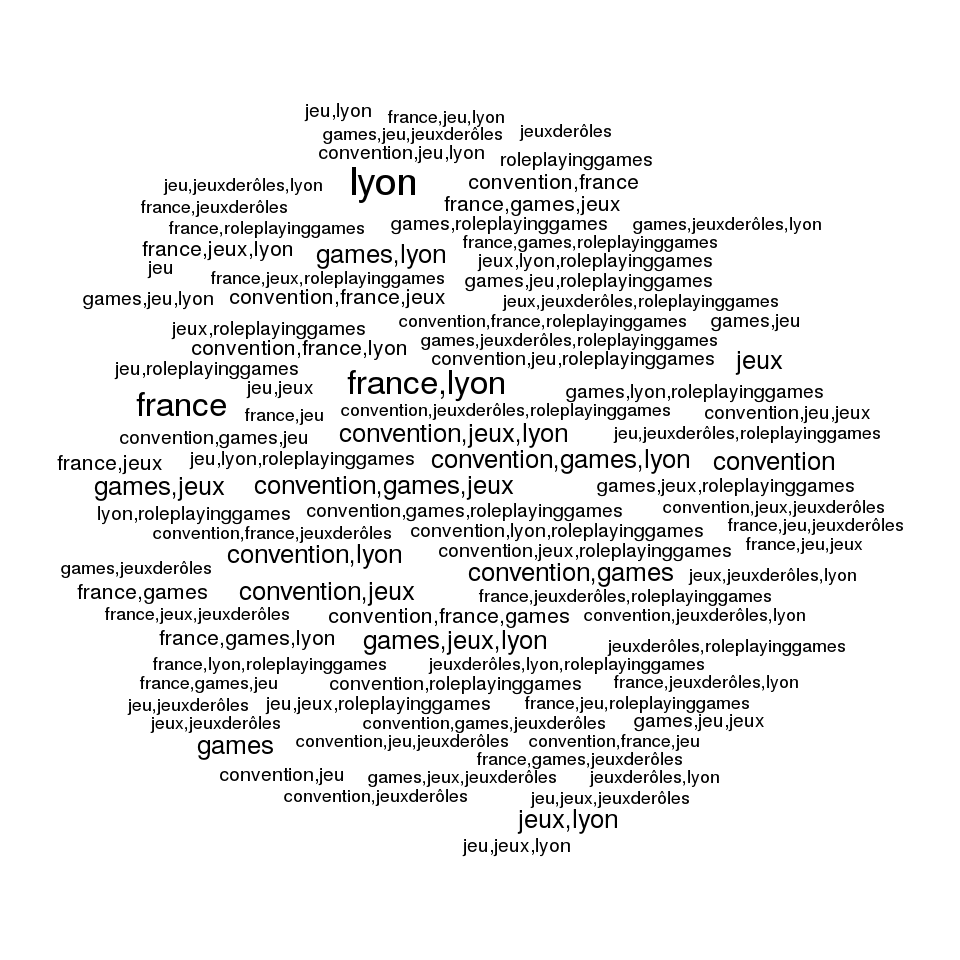 jeu,lyon
france,jeu,lyon
games,jeu,jeuxderôles
jeuxderôles
convention,jeu,lyon
roleplayinggames
jeu,jeuxderôles,lyon
lyon
convention,france
france,jeuxderôles
france,games,jeux
france,roleplayinggames
games,roleplayinggames
games,jeuxderôles,lyon
france,jeux,lyon
games,lyon
france,games,roleplayinggames
jeu
jeux,lyon,roleplayinggames
france,jeux,roleplayinggames
games,jeu,roleplayinggames
games,jeu,lyon
convention,france,jeux
jeux,jeuxderôles,roleplayinggames
jeux,roleplayinggames
convention,france,roleplayinggames
games,jeu
convention,france,lyon
games,jeuxderôles,roleplayinggames
convention,jeu,roleplayinggames
jeux
jeu,roleplayinggames
jeu,jeux
france,lyon
games,lyon,roleplayinggames
france
france,jeu
convention,jeuxderôles,roleplayinggames
convention,jeu,jeux
convention,games,jeu
convention,jeux,lyon
jeu,jeuxderôles,roleplayinggames
france,jeux
jeu,lyon,roleplayinggames
convention,games,lyon
convention
games,jeux
convention,games,jeux
games,jeux,roleplayinggames
lyon,roleplayinggames
convention,games,roleplayinggames
convention,jeux,jeuxderôles
convention,france,jeuxderôles
convention,lyon,roleplayinggames
france,jeu,jeuxderôles
convention,lyon
convention,jeux,roleplayinggames
france,jeu,jeux
games,jeuxderôles
convention,games
jeux,jeuxderôles,lyon
france,games
convention,jeux
france,jeuxderôles,roleplayinggames
france,jeux,jeuxderôles
convention,france,games
convention,jeuxderôles,lyon
france,games,lyon
games,jeux,lyon
jeuxderôles,roleplayinggames
france,lyon,roleplayinggames
jeuxderôles,lyon,roleplayinggames
france,games,jeu
convention,roleplayinggames
france,jeuxderôles,lyon
jeu,jeuxderôles
jeu,jeux,roleplayinggames
france,jeu,roleplayinggames
jeux,jeuxderôles
convention,games,jeuxderôles
games,jeu,jeux
games
convention,jeu,jeuxderôles
convention,france,jeu
france,games,jeuxderôles
convention,jeu
games,jeux,jeuxderôles
jeuxderôles,lyon
convention,jeuxderôles
jeu,jeux,jeuxderôles
jeux,lyon
jeu,jeux,lyon